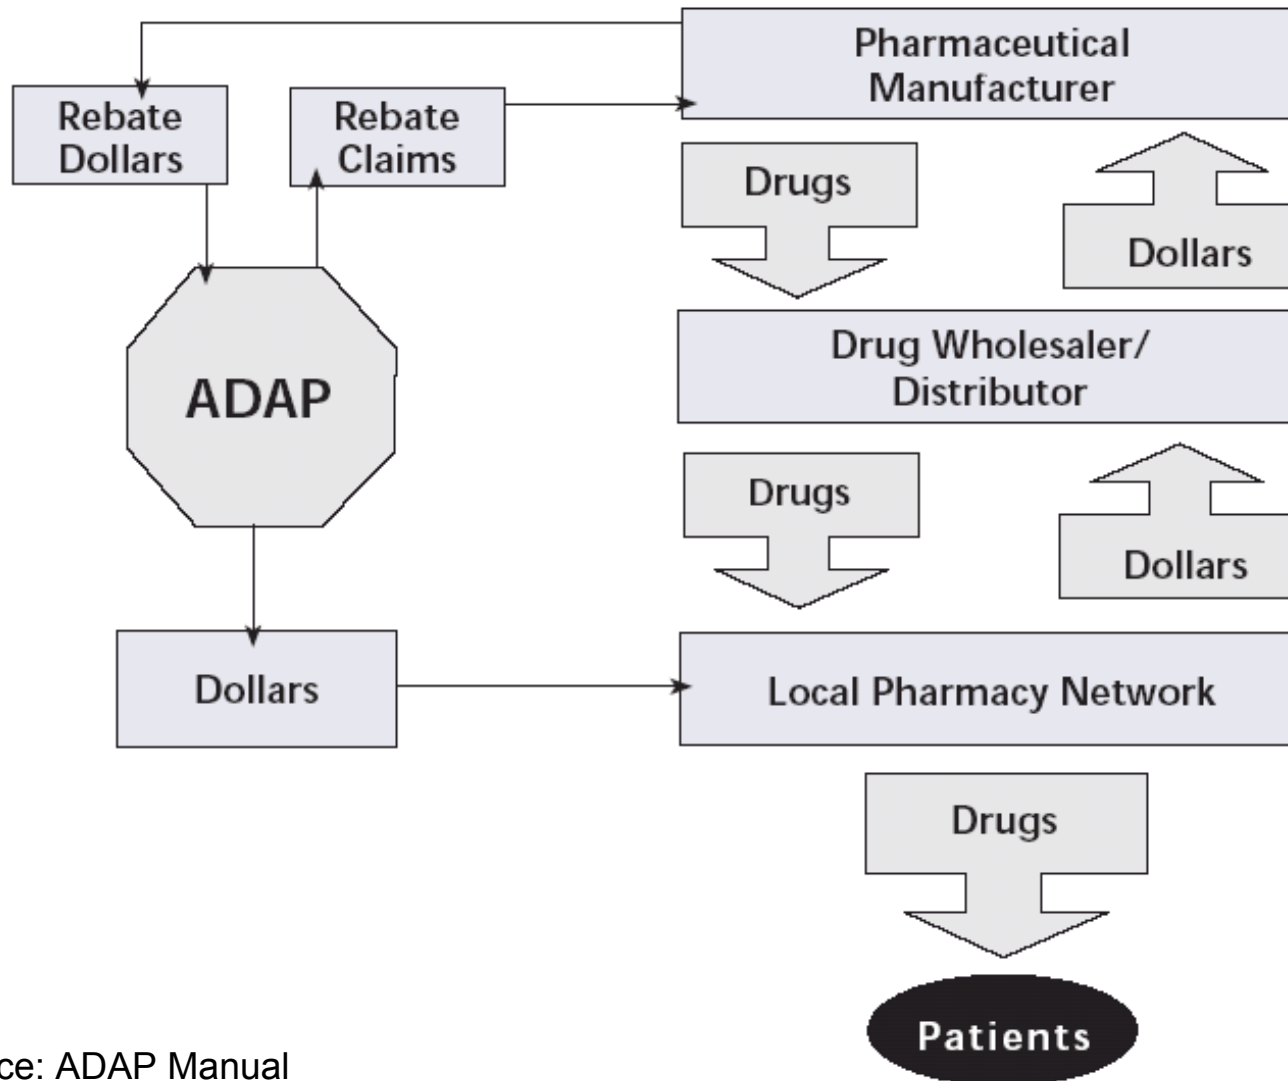 Pharmaceutical
Manufacturer
Rebate
Dollars
Rebate
Claims
Drugs
Dollars
ADAP
Drug Wholesaler/
Distributor
Drugs
Dollars
Dollars
Local Pharmacy Network
Drugs
Patients
ce: ADAP Manual